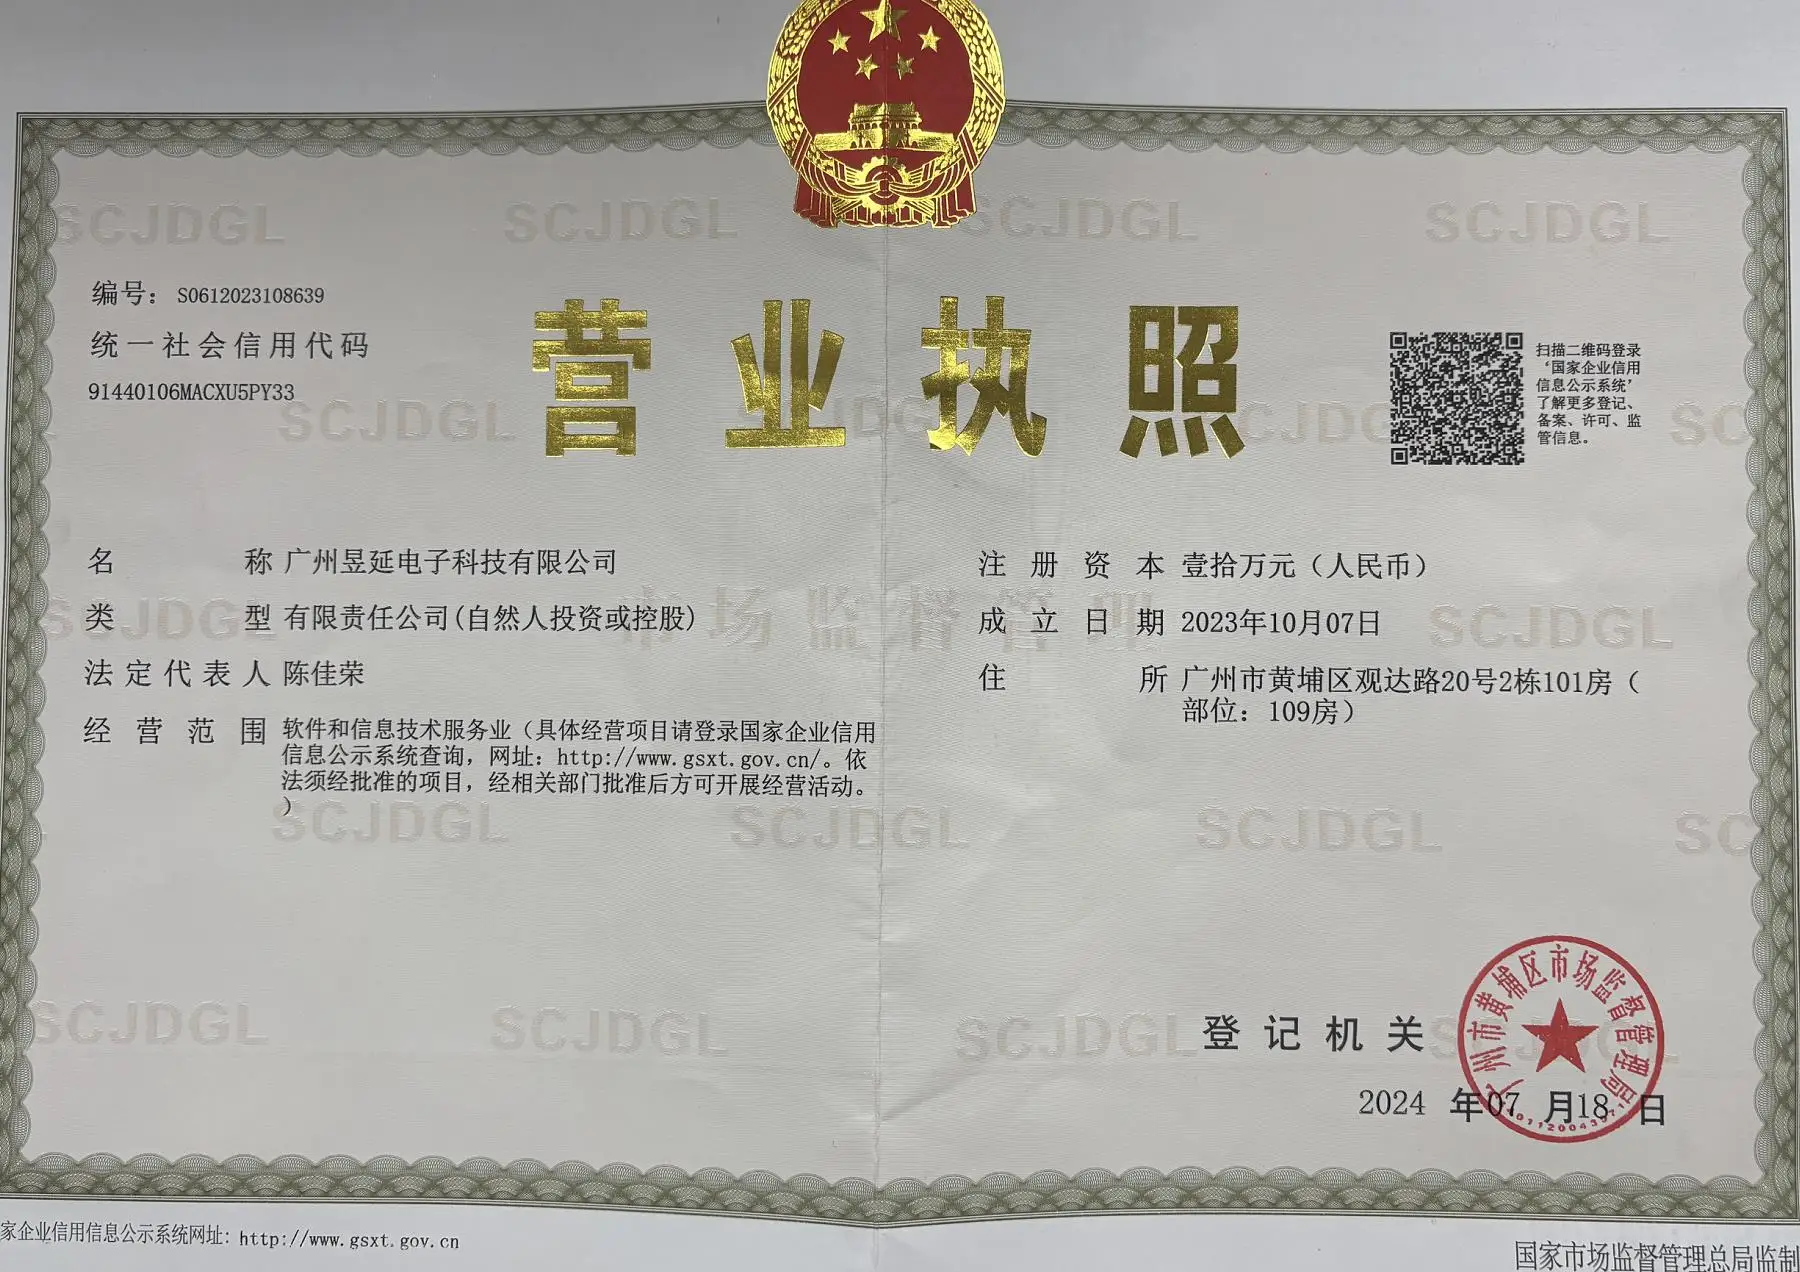 编号：S0612023108639
统一社会信用代码
91440106MACXU5PY33
营业执照
扫描二维码登录
‘国家企业信用
信息公示系统’
了解更多登记、
备案、许可、监
管信息。
名称 广州昱延电子科技有限公司
类型 有限责任公司(自然人投资或控股)
法定代表人 陈佳荣
经营范围 软件和信息技术服务业（具体经营项目请登录国家企业信用
信息公示系统查询，网址：http://www.gsxt.gov.cn/。依
法须经批准的项目，经相关部门批准后方可开展经营活动。
）
注册资本 壹拾万元（人民币）
成立日期 2023年10月07日
住所 广州市黄埔区观达路20号2栋101房（
部位：109房）
登记机关
广州市黄埔区市场监督管理局
2024 年07 月18 日
家企业信用信息公示系统网址：http://www.gsxt.gov.cn
国家市场监督管理总局监制
SCJDGL
市场监督管理